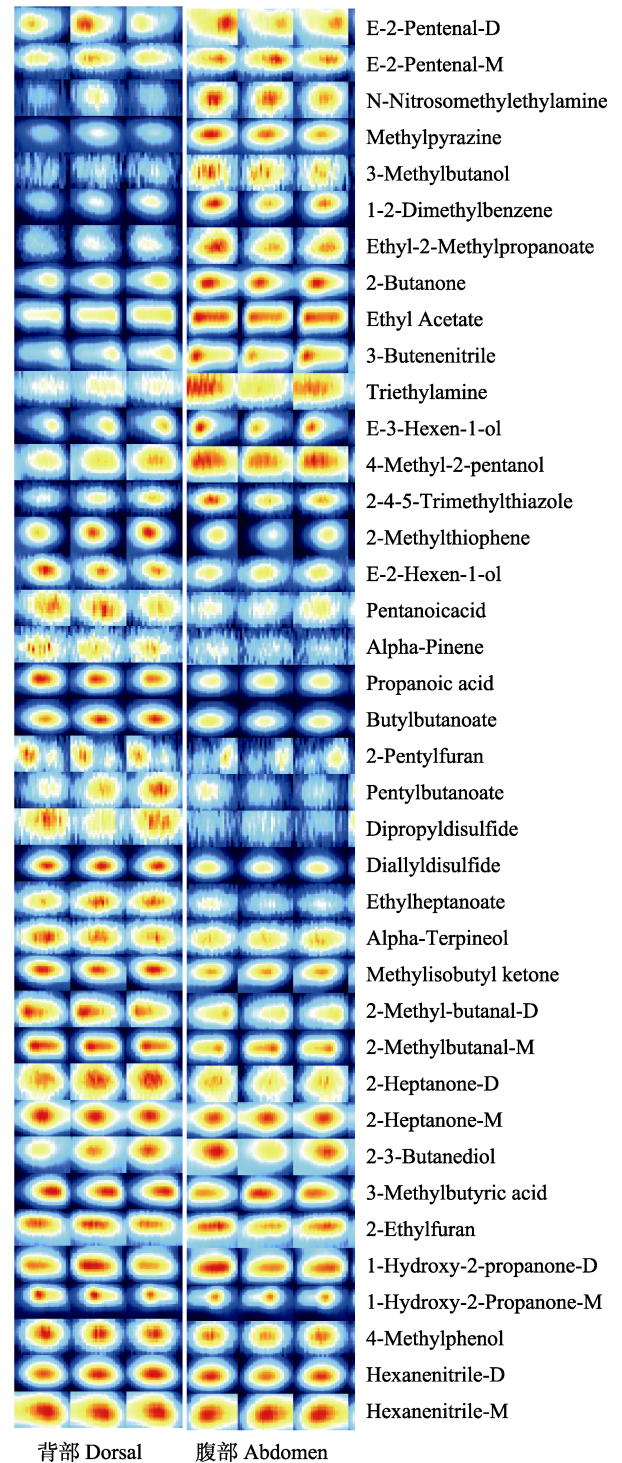 E-2-Pentenal-D
E-2-Pentenal-M
N-Nitrosomethylethylamine
Methylpyrazine
3-Methylbutanol
1-2-Dimethylbenzene
Ethyl-2-Methylpropanoate
2-Butanone
Ethyl Acetate
3-Butenenitrile
Triethylamine
E-3-Hexen-1-ol
4-Methyl-2-pentanol
2-4-5-Trimethylthiazole
2-Methylthiophene
E-2-Hexen-1-ol
Pentanoicacid
Alpha-Pinene
Propanoic acid
Butylbutanoate
2-Pentylfuran
Pentylbutanoate
Dipropyldisulfide
Diallyldisulfide
Ethylheptanoate
Alpha-Terpineol
Methylisobutyl ketone
2-Methyl-butanal-D
2-Methylbutanal-M
2-Heptanone-D
2-Heptanone-M
2-3-Butanediol
3-Methylbutyric acid
2-Ethylfuran
1-Hydroxy-2-propanone-D
1-Hydroxy-2-Propanone-M
4-Methylphenol
Hexanenitrile-D
Hexanenitrile-M
背部 Dorsal 腹部 Abdomen